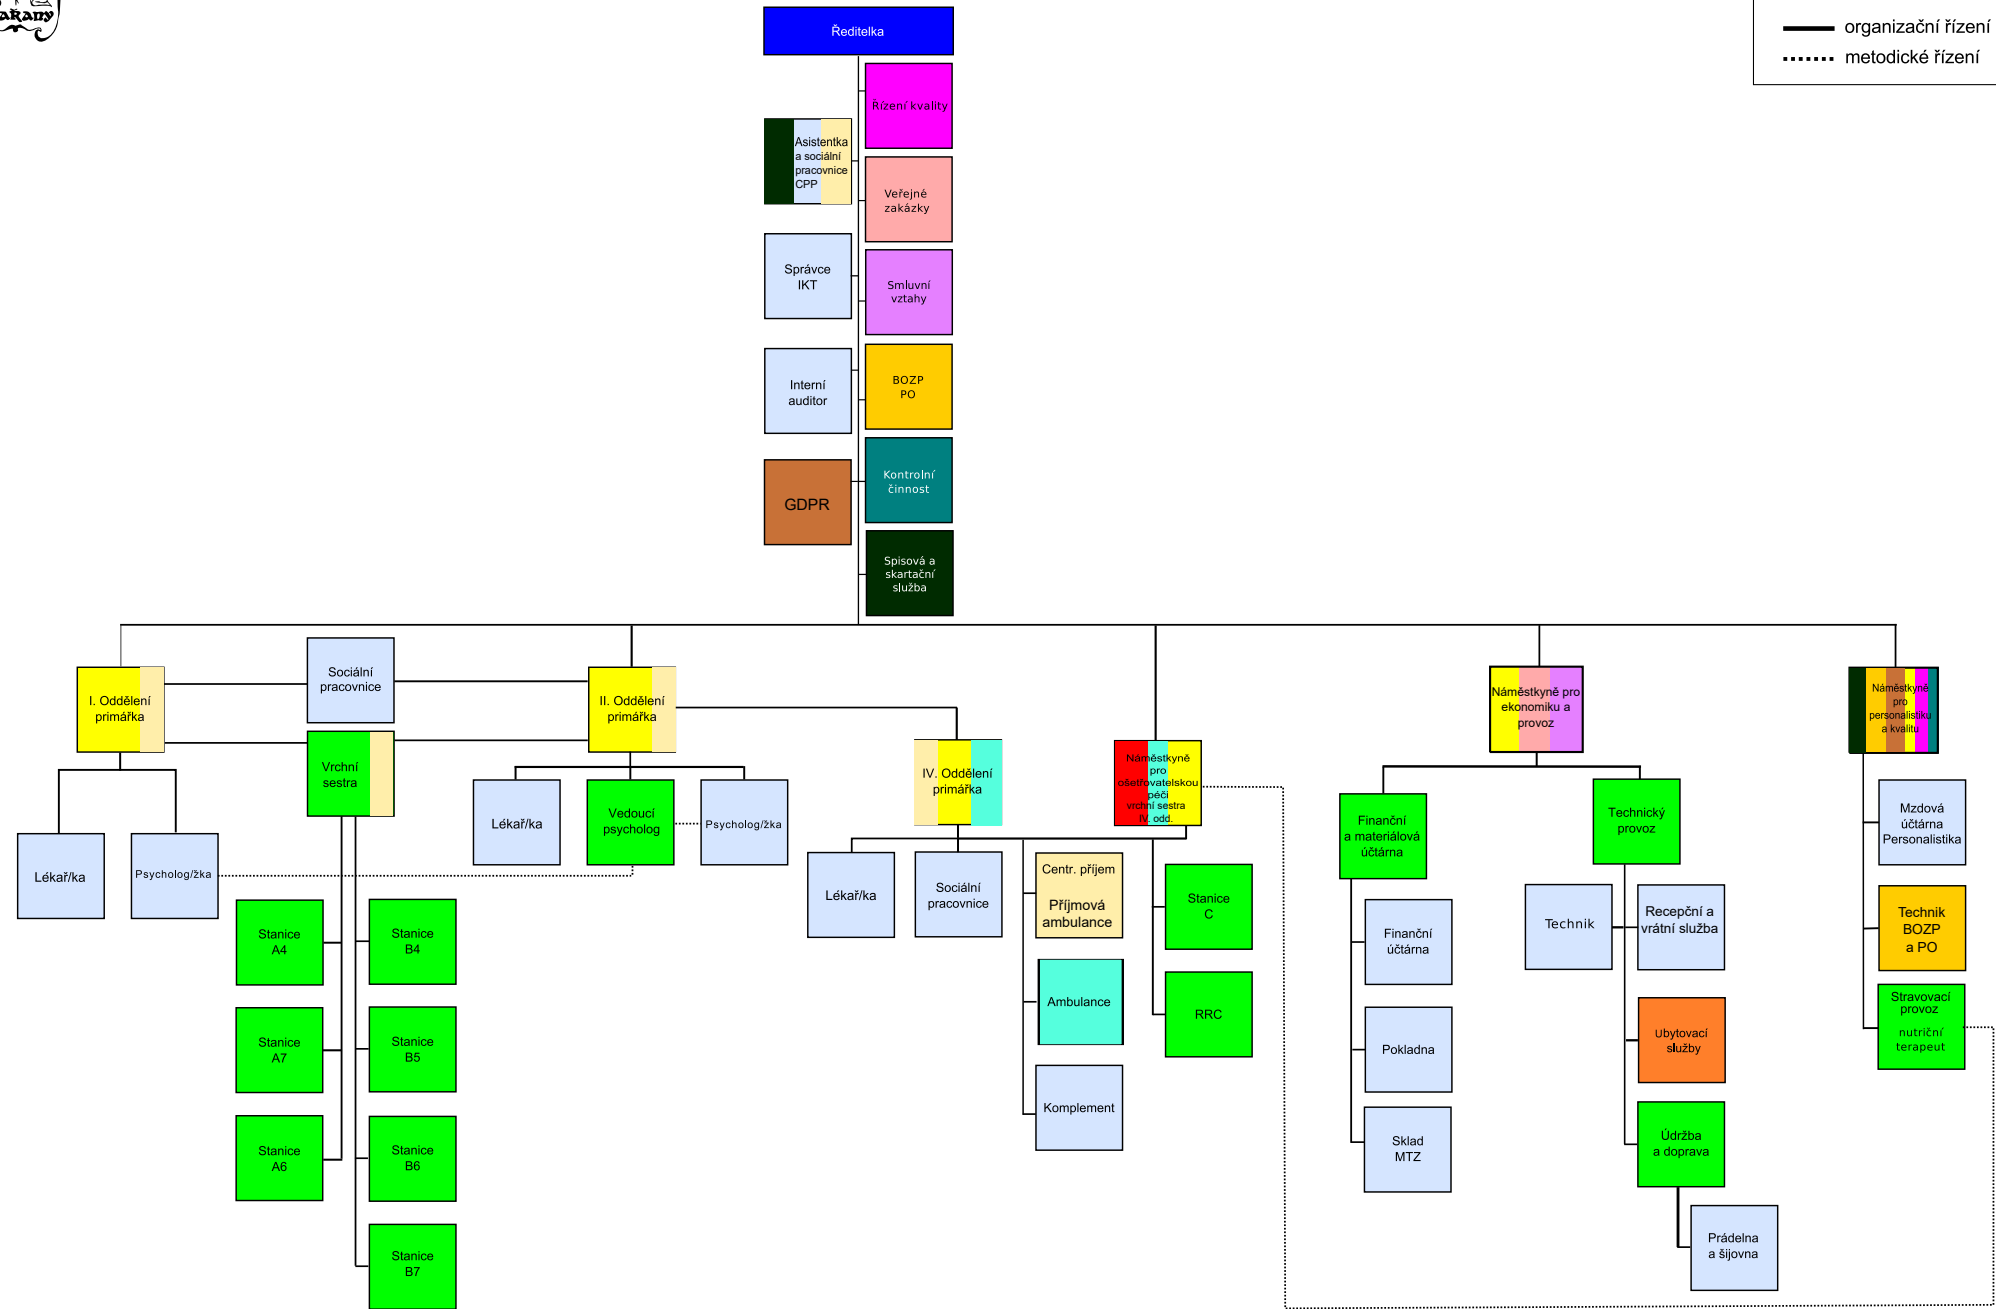 organizační řízení
metodické řízení
Ředitelka
Řízení kvality
Asistentka
a sociální
pracovnice
CPP
Veřejné
zakázky
Správce
IKT
Smluvní
vztahy
Interní
auditor
BOZP
PO
Kontrolní
činnost
GDPR
Spisová a
skartační
služba
Sociální
pracovnice
I. Oddělení
primářka
II. Oddělení
primářka
Vrchní
sestra
IV. Oddělení
primářka
Náměstkyně
pro
ošetřovatelskou
péči
vrchní sestra
IV. odd.
Náměstkyně pro
ekonomiku a
provoz
Náměstkyně
pro
personalistiku
a kvalitu
Lékař/ka
Psycholog/žka
Lékař/ka
Vedoucí
psycholog
Psycholog/žka
Lékař/ka
Sociální
pracovnice
Centr. příjem
Příjmová
ambulance
Ambulance
Komplement
Stanice
C
RRC
Stanice
A4
Stanice
B4
Stanice
A7
Stanice
B5
Stanice
A6
Stanice
B6
Stanice
B7
Finanční
a materiálová
účtárna
Finanční
účtárna
Pokladna
Sklad
MTZ
Technický
provoz
Technik
Recepční a
vrátní služba
Ubytovací
služby
Údržba
a doprava
Prádelna
a šijovna
Mzdová
účtárna
Personalistika
Technik
BOZP
a PO
Stravovací
provoz
nutriční
terapeut